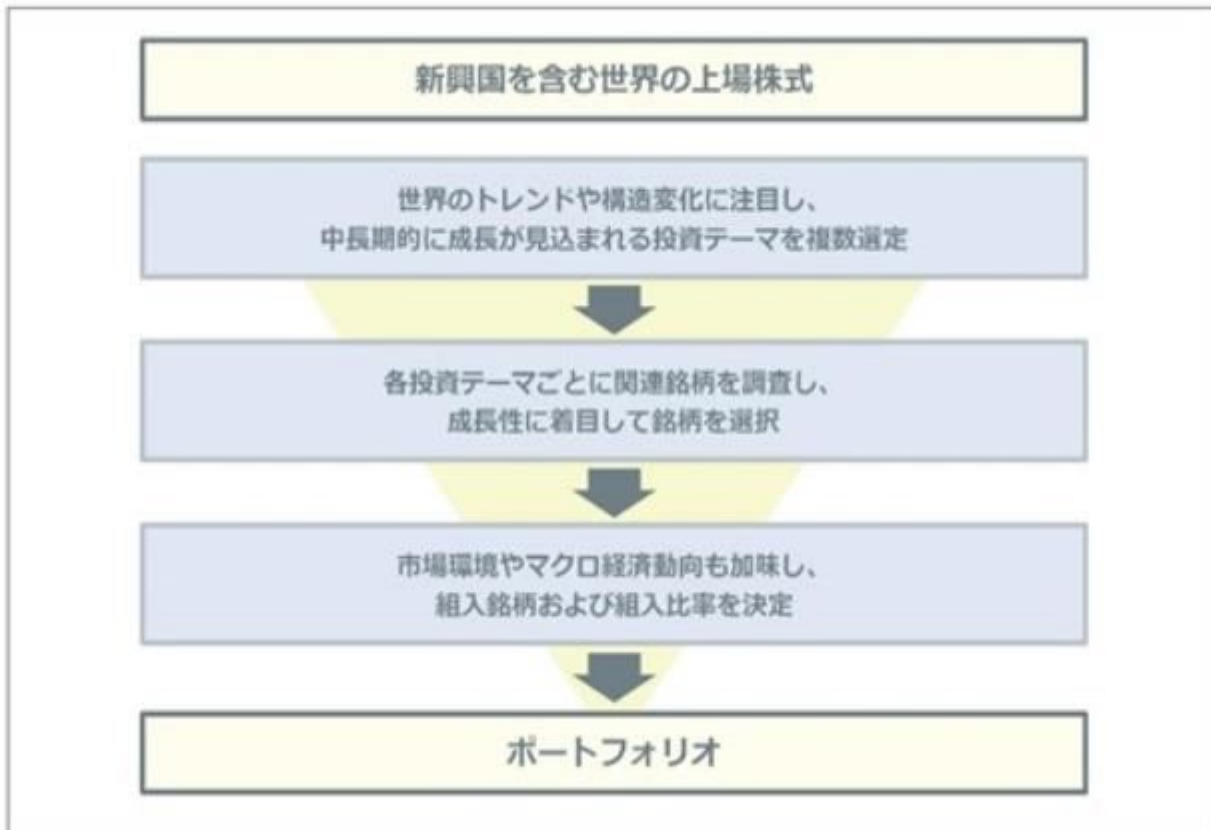 新興国を含む世界の上場株式
世界のトレンドや構造変化に注目し、
中長期的に成長が見込まれる投資テーマを複数選定
各投資テーマごとに関連銘柄を調査し、
成長性に着目して銘柄を選択
市場環境やマクロ経済動向も加味し、
組入銘柄および組入比率を決定
ポートフォリオ